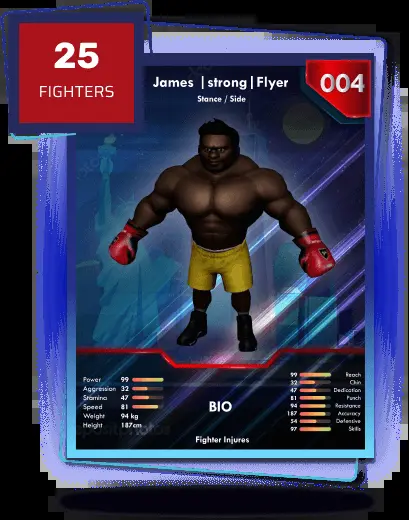 25
FIGHTERS
James |strong|Flyer
004
Stance / Side
Power 99
Aggression 32
Stamina 47
Speed 81
Weight 94 kg
Height 187cm
BIO
99 Reach
32 Chin
47 Dedication
81 Punch
94 Resistance
187 Accuracy
54 Defensive
97 Skills
Fighter Injures